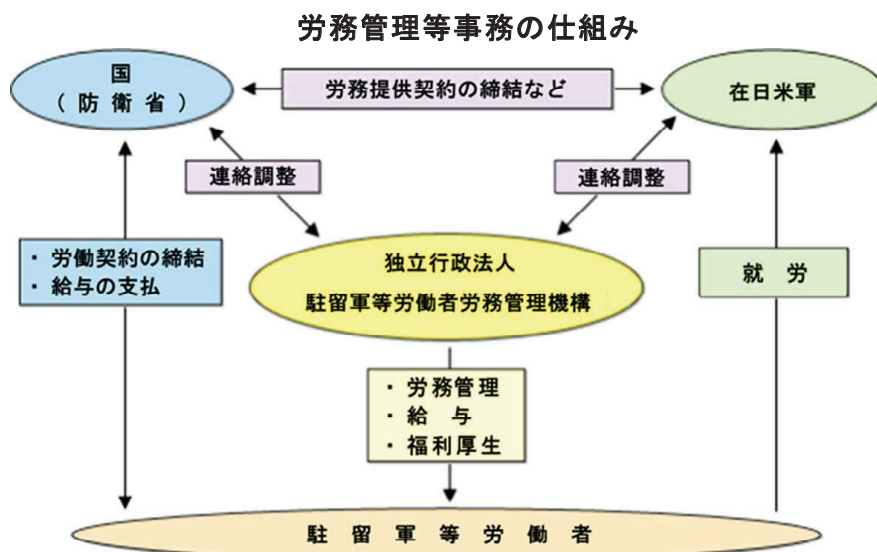 労務管理等事務の仕組み
国
(防衛省)
労務提供契約の締結など
在日米軍
連絡調整
連絡調整
・労働契約の締結
・給与の支払
独立行政法人
駐留軍等労働者労務管理機構
就労
・労務管理
・給与
・福利厚生
駐留軍等労働者